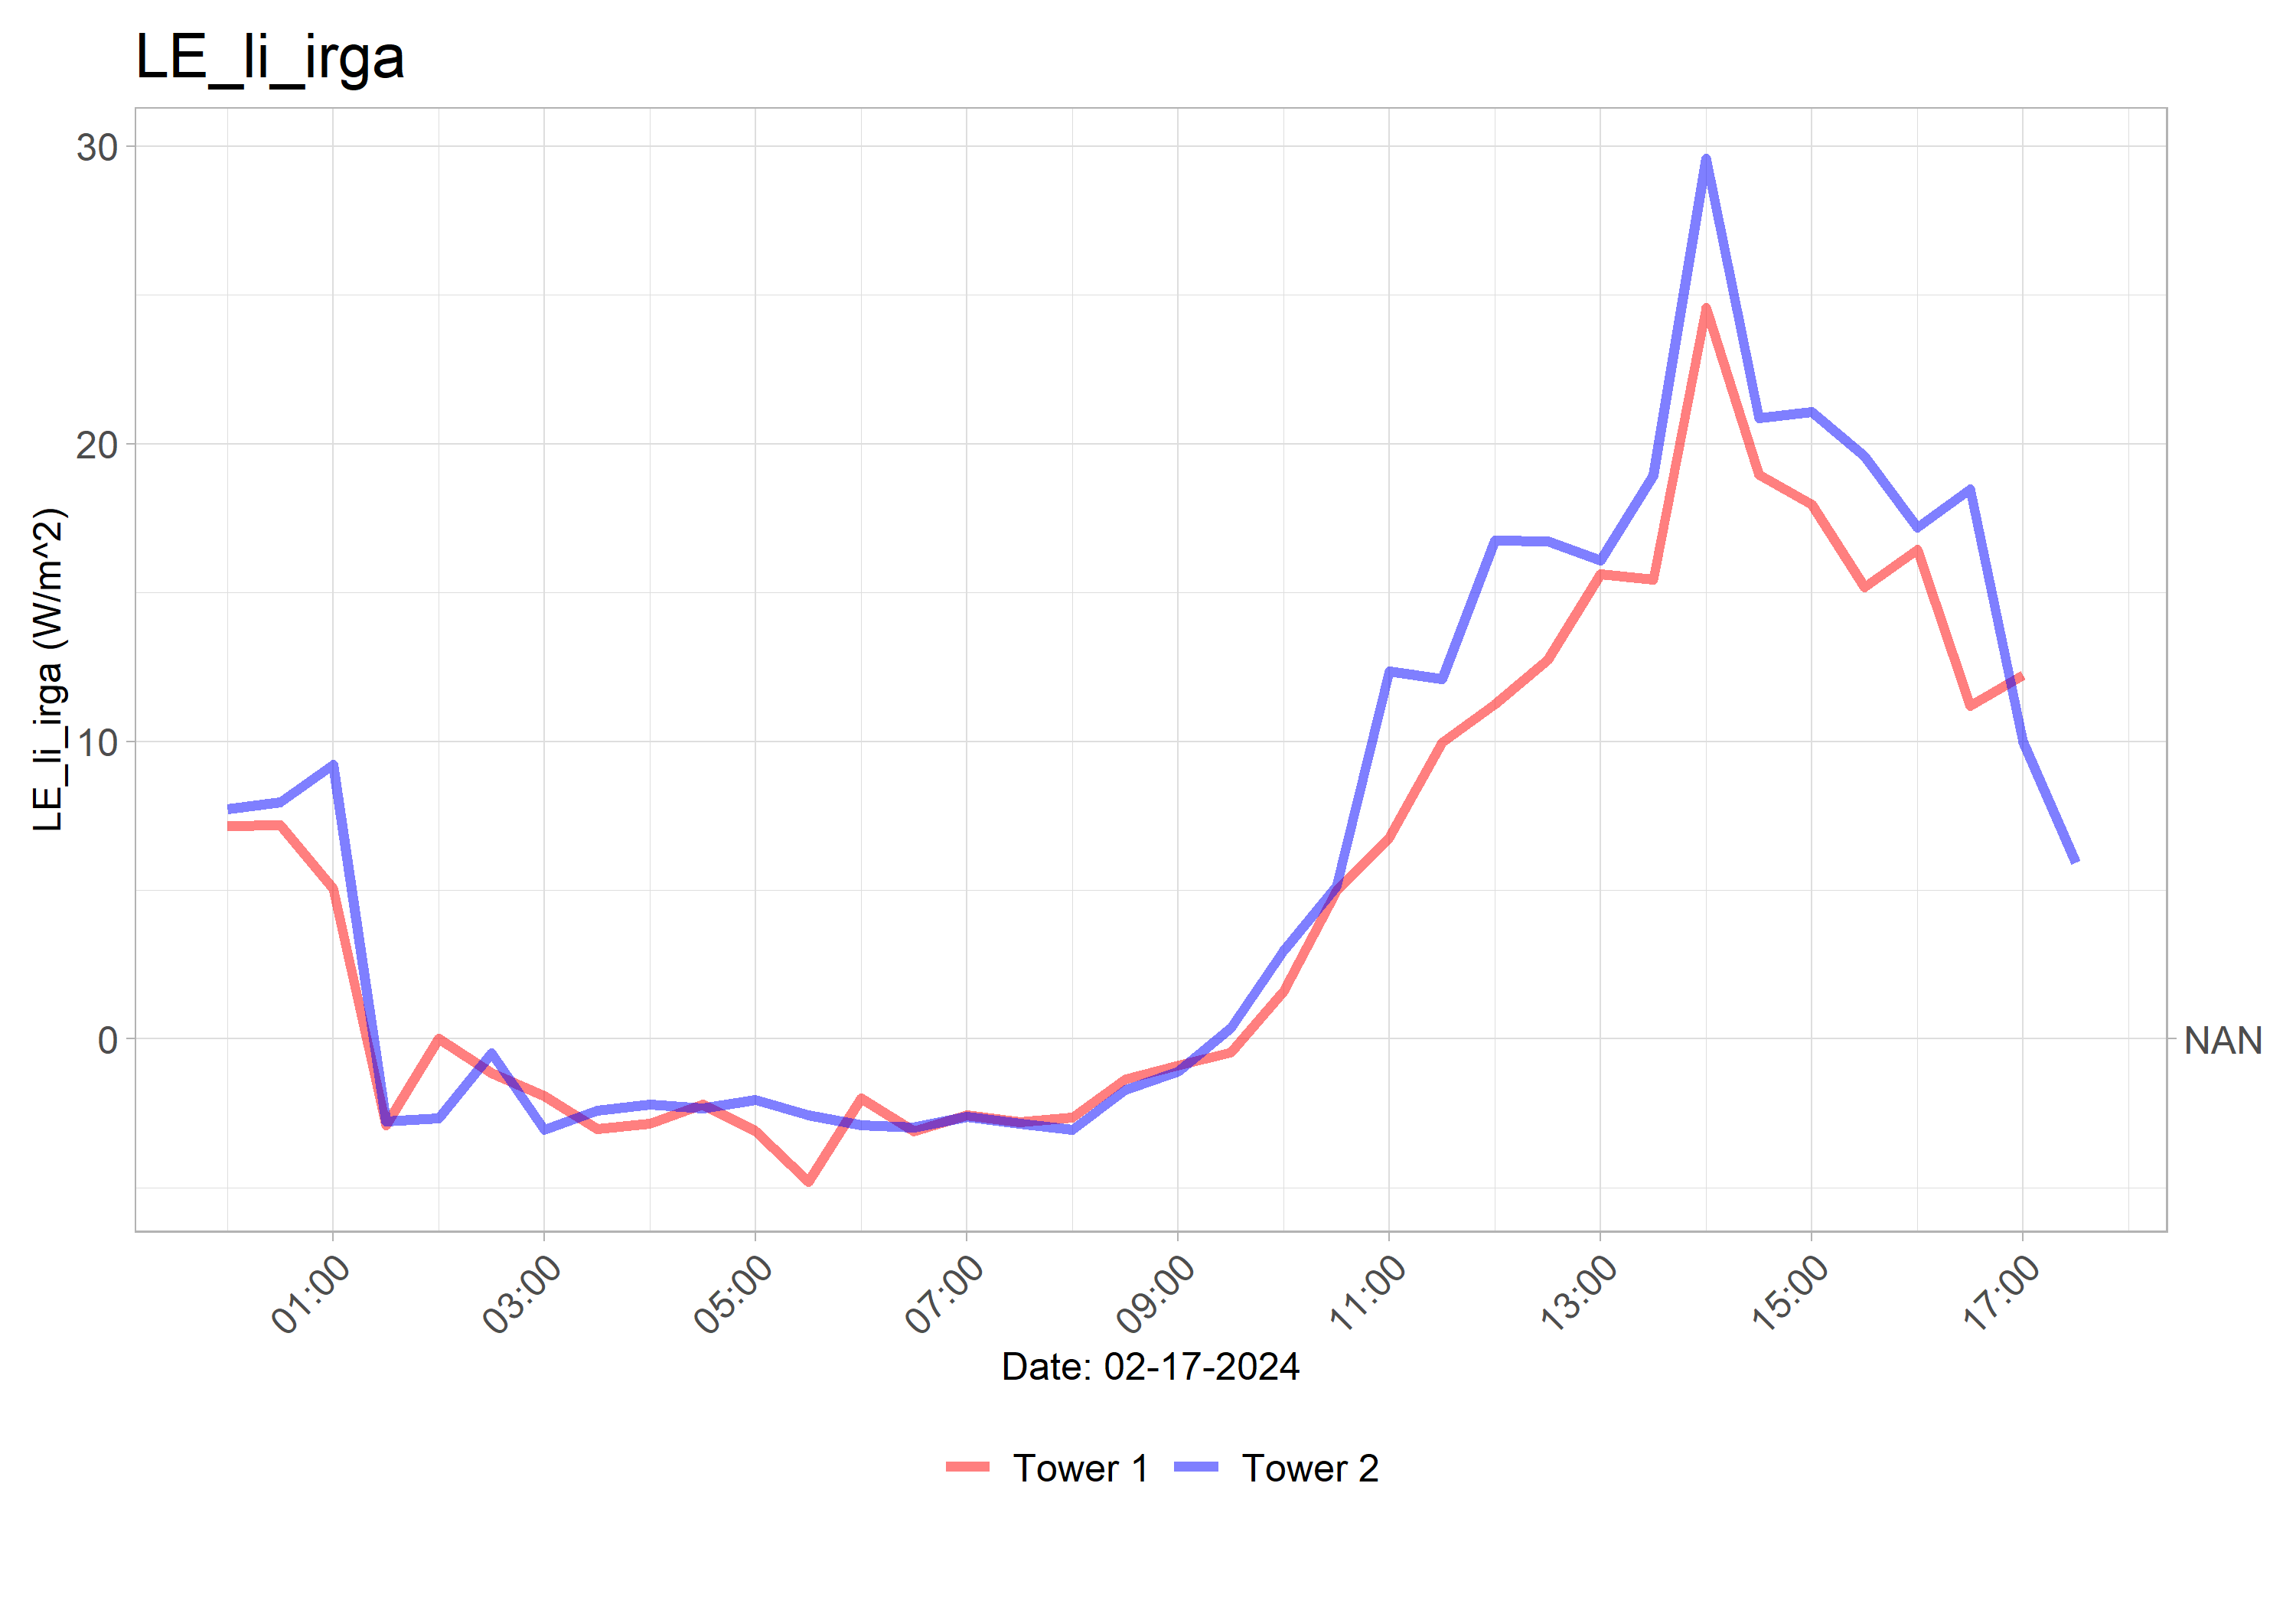 LE_li_irga
30
20
10
0
NAN
LE_li_irga (W/m^2)
01:00 03:00 05:00 07:00 09:00 11:00 13:00 15:00 17:00
Date: 02-17-2024
Tower 1 Tower 2